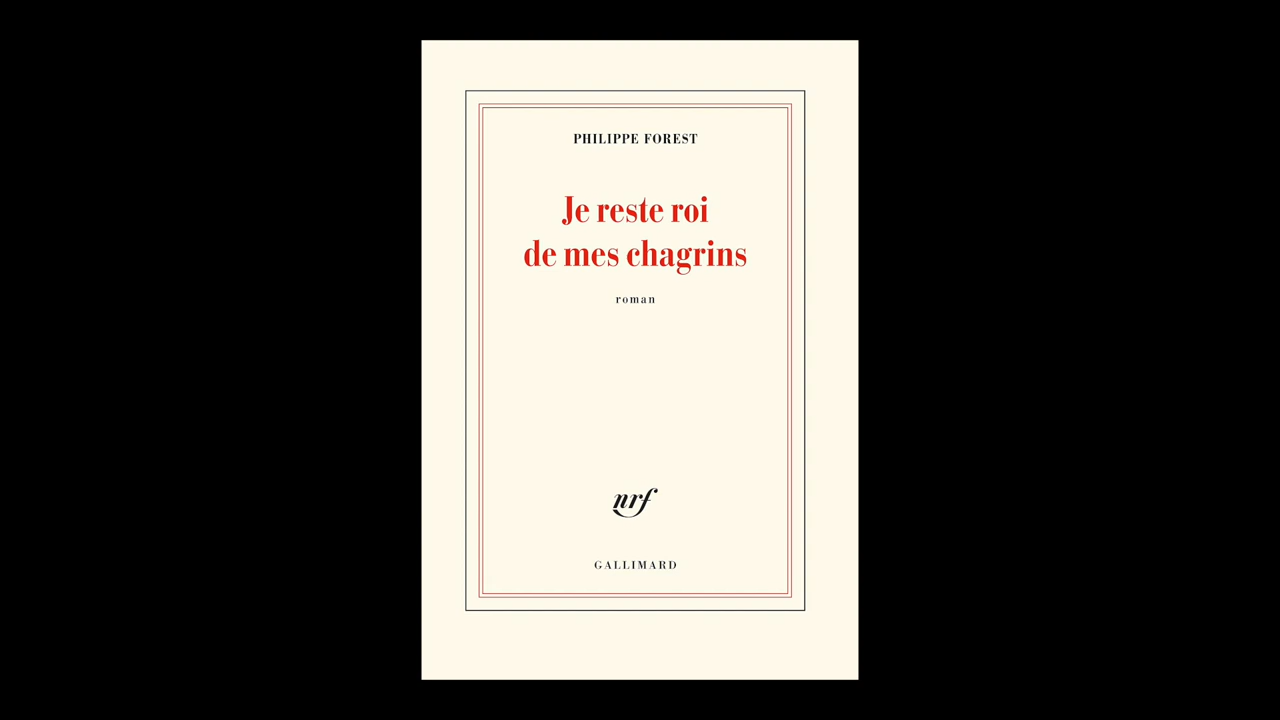 PHILIPPE FOREST
Je reste roi
de mes chagrins
roman
nrf
GALLIMARD